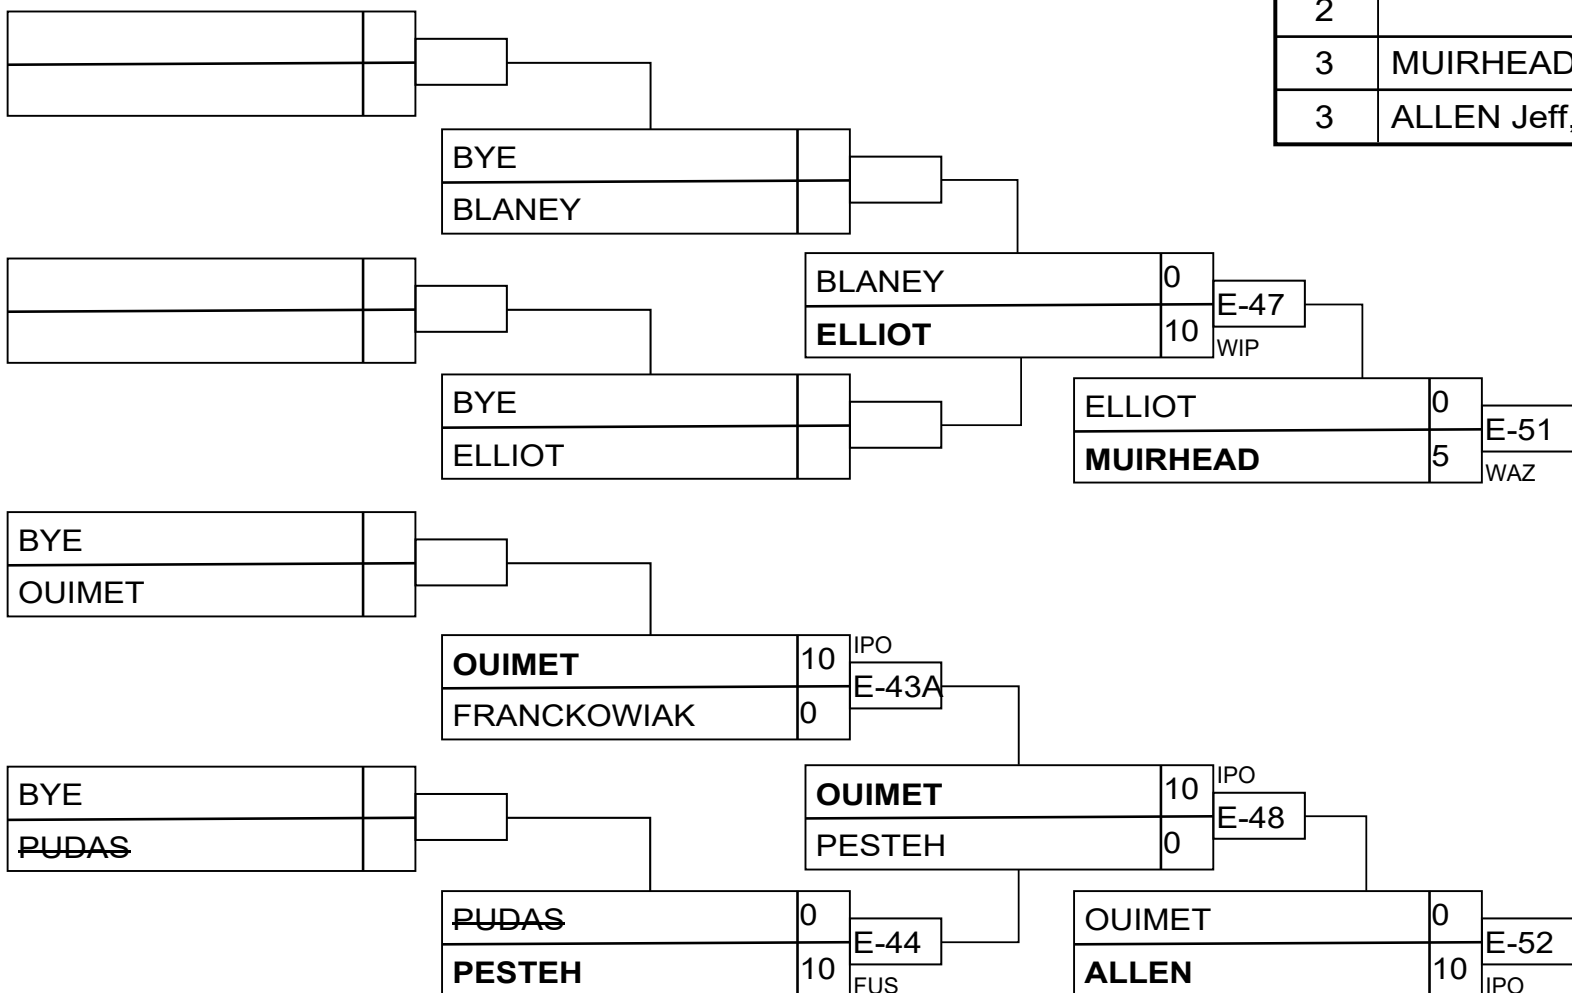 2
3 MUIRHEAD
3 ALLEN Jeff,
BYE
BLANEY
BLANEY 0
E-47
ELLIOT 10
WIP
BYE
ELLIOT
ELLIOT 0
E-51
MUIRHEAD 5
WAZ
BYE
OUIMET
OUIMET 10 IPO
E-43A
FRANCKOWIAK 0
BYE
PUDAS
OUIMET 10 IPO
E-48
PESTEH 0
PUDAS 0
E-44
PESTEH 10
FUS
OUIMET 0
E-52
ALLEN 10
IPO